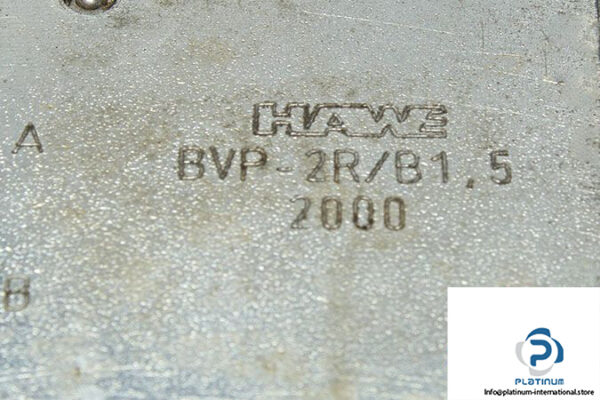 HAWE
A
BVP-2R/B1,5
2000
B
PLATINUM
Info@platinum-international.store